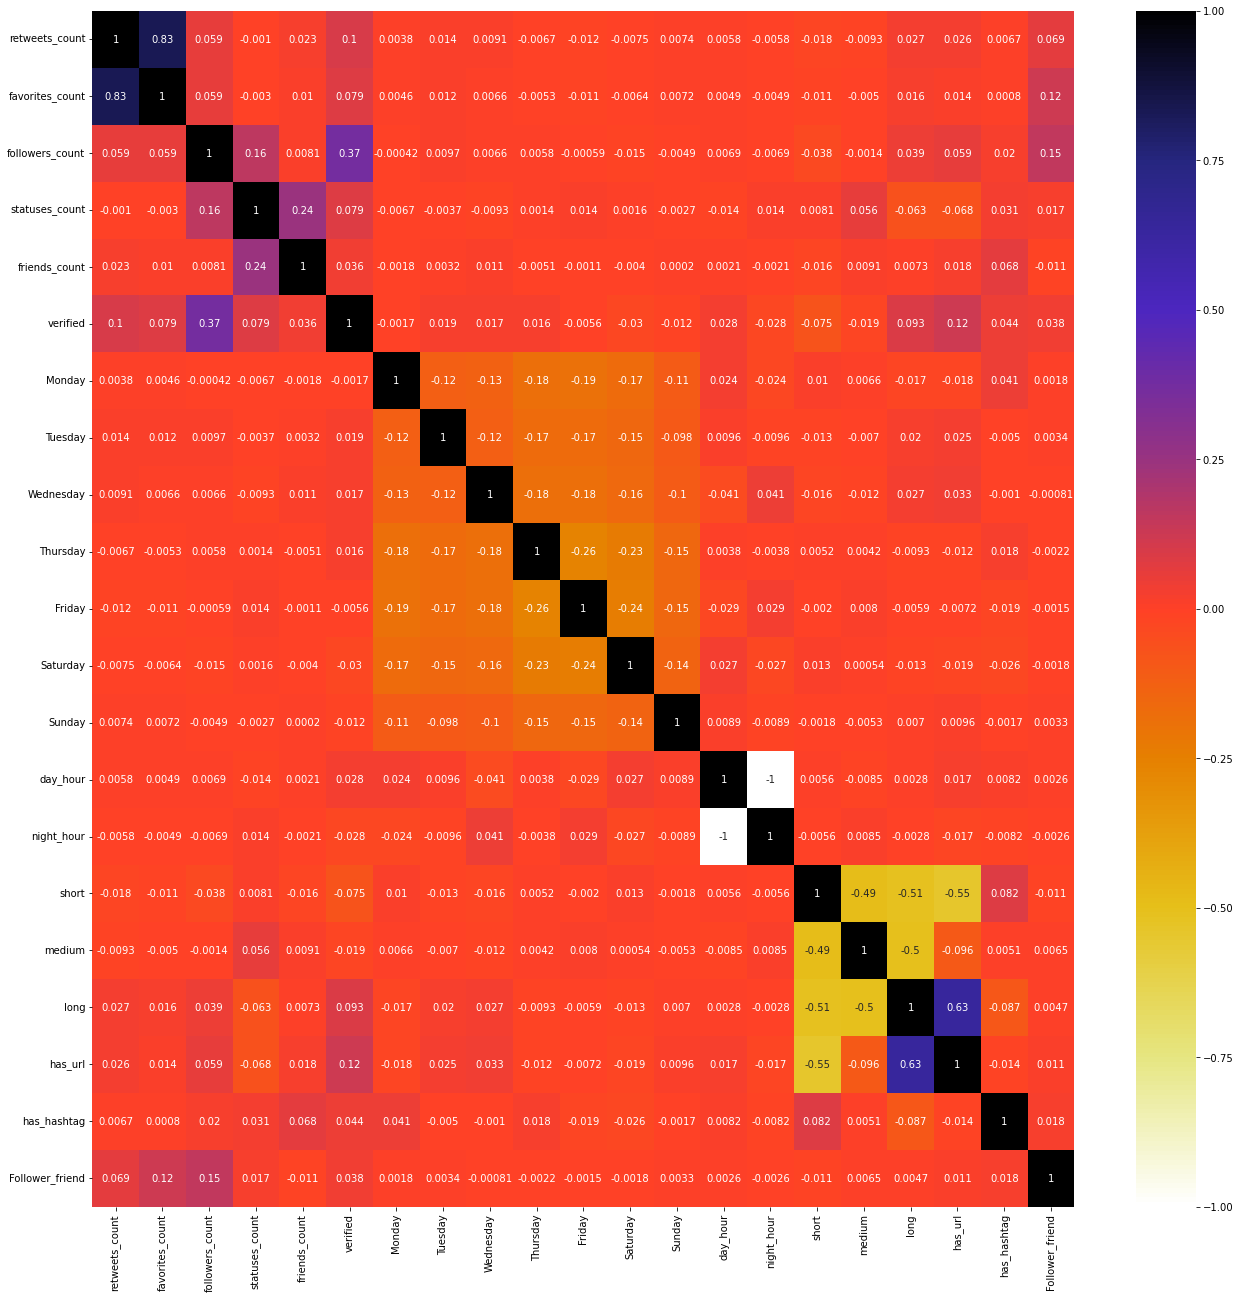 retweets_count 1 0.83 0.059 -0.001 0.023 0.1 0.0038 0.014 0.0091 -0.0067 -0.012 -0.0075 0.0074 0.0058 -0.0058 -0.018 -0.0093 0.027 0.026 0.0067 0.069
favorites_count 0.83 1 0.059 -0.003 0.01 0.079 0.0046 0.012 0.0066 -0.0053 -0.011 -0.0064 0.0072 0.0049 -0.0049 -0.011 -0.005 0.016 0.014 0.0008 0.12
followers_count 0.059 0.059 1 0.16 0.0081 0.37 -0.00042 0.0097 0.0066 0.0058 -0.00059 -0.015 -0.0049 0.0069 -0.0069 -0.038 -0.0014 0.039 0.059 0.02 0.15
statuses_count -0.001 -0.003 0.16 1 0.24 0.079 -0.0067 -0.0037 -0.0093 0.0014 0.014 0.0016 -0.0027 -0.014 0.014 0.0081 0.056 -0.063 -0.068 0.031 0.017
friends_count 0.023 0.01 0.0081 0.24 1 0.036 -0.0018 0.0032 0.011 -0.0051 -0.0011 -0.004 0.0002 0.0021 -0.0021 -0.016 0.0091 0.0073 0.018 0.068 -0.011
verified 0.1 0.079 0.37 0.079 0.036 1 -0.0017 0.019 0.017 0.016 -0.0056 -0.03 -0.012 0.028 -0.028 -0.075 -0.019 0.093 0.12 0.044 0.038
Monday 0.0038 0.0046 -0.00042 -0.0067 -0.0018 -0.0017 1 -0.12 -0.13 -0.18 -0.19 -0.17 -0.11 0.024 -0.024 0.01 0.0066 -0.017 -0.018 0.041 0.0018
Tuesday 0.014 0.012 0.0097 -0.0037 0.0032 0.019 -0.12 1 -0.12 -0.17 -0.17 -0.15 -0.098 0.0096 -0.0096 -0.013 -0.007 0.02 0.025 -0.005 0.0034
Wednesday 0.0091 0.0066 0.0066 -0.0093 0.011 0.017 -0.13 -0.12 1 -0.18 -0.18 -0.16 -0.1 -0.041 0.041 -0.016 -0.012 0.027 0.033 -0.001 -0.00081
Thursday -0.0067 -0.0053 0.0058 0.0014 -0.0051 0.016 -0.18 -0.17 -0.18 1 -0.26 -0.23 -0.15 0.0038 -0.0038 0.0052 0.0042 -0.0093 -0.012 0.018 -0.0022
Friday -0.012 -0.011 -0.00059 0.014 -0.0011 -0.0056 -0.19 -0.17 -0.18 -0.26 1 -0.24 -0.15 -0.029 0.029 -0.002 0.008 -0.0059 -0.0072 -0.019 -0.0015
Saturday -0.0075 -0.0064 -0.015 0.0016 -0.004 -0.03 -0.17 -0.15 -0.16 -0.23 -0.24 1 -0.14 0.027 -0.027 0.013 0.00054 -0.013 -0.019 -0.026 -0.0018
Sunday 0.0074 0.0072 -0.0049 -0.0027 0.0002 -0.012 -0.11 -0.098 -0.1 -0.15 -0.15 -0.14 1 0.0089 -0.0089 -0.0018 -0.0053 0.007 0.0096 -0.0017 0.0033
day_hour 0.0058 0.0049 0.0069 -0.014 0.0021 0.028 0.024 0.0096 -0.041 0.0038 -0.029 0.027 0.0089 1 -1 0.0056 -0.0085 0.0028 0.017 0.0082 0.0026
night_hour -0.0058 -0.0049 -0.0069 0.014 -0.0021 -0.028 -0.024 -0.0096 0.041 -0.0038 0.029 -0.027 -0.0089 -1 1 -0.0056 0.0085 -0.0028 -0.017 -0.0082 -0.0026
short -0.018 -0.011 -0.038 0.0081 -0.016 -0.075 0.01 -0.013 -0.016 0.0052 -0.002 0.013 -0.0018 0.0056 -0.0056 1 -0.49 -0.51 -0.55 0.082 -0.011
medium -0.0093 -0.005 -0.0014 0.056 0.0091 -0.019 0.0066 -0.007 -0.012 0.0042 0.008 0.00054 -0.0053 -0.0085 0.0085 -0.49 1 -0.5 -0.096 0.0051 0.0065
long 0.027 0.016 0.039 -0.063 0.0073 0.093 -0.017 0.02 0.027 -0.0093 -0.0059 -0.013 0.007 0.0028 -0.0028 -0.51 -0.5 1 0.63 -0.087 0.0047
has_url 0.026 0.014 0.059 -0.068 0.018 0.12 -0.018 0.025 0.033 -0.012 -0.0072 -0.019 0.0096 0.017 -0.017 -0.55 -0.096 0.63 1 -0.014 0.011
has_hashtag 0.0067 0.0008 0.02 0.031 0.068 0.044 0.041 -0.005 -0.001 0.018 -0.019 -0.026 -0.0017 0.0082 -0.0082 0.082 0.0051 -0.087 -0.014 1 0.018
Follower_friend 0.069 0.12 0.15 0.017 -0.011 0.038 0.0018 0.0034 -0.00081 -0.0022 -0.0015 -0.0018 0.0033 0.0026 -0.0026 -0.011 0.0065 0.0047 0.011 0.018 1
retweets_count
favorites_count
followers_count
statuses_count
friends_count
verified
Monday
Tuesday
Wednesday
Thursday
Friday
Saturday
Sunday
day_hour
night_hour
short
medium
long
has_url
has_hashtag
Follower_friend
1.00
0.75
0.50
0.25
0.00
−0.25
−0.50
−0.75
−1.00